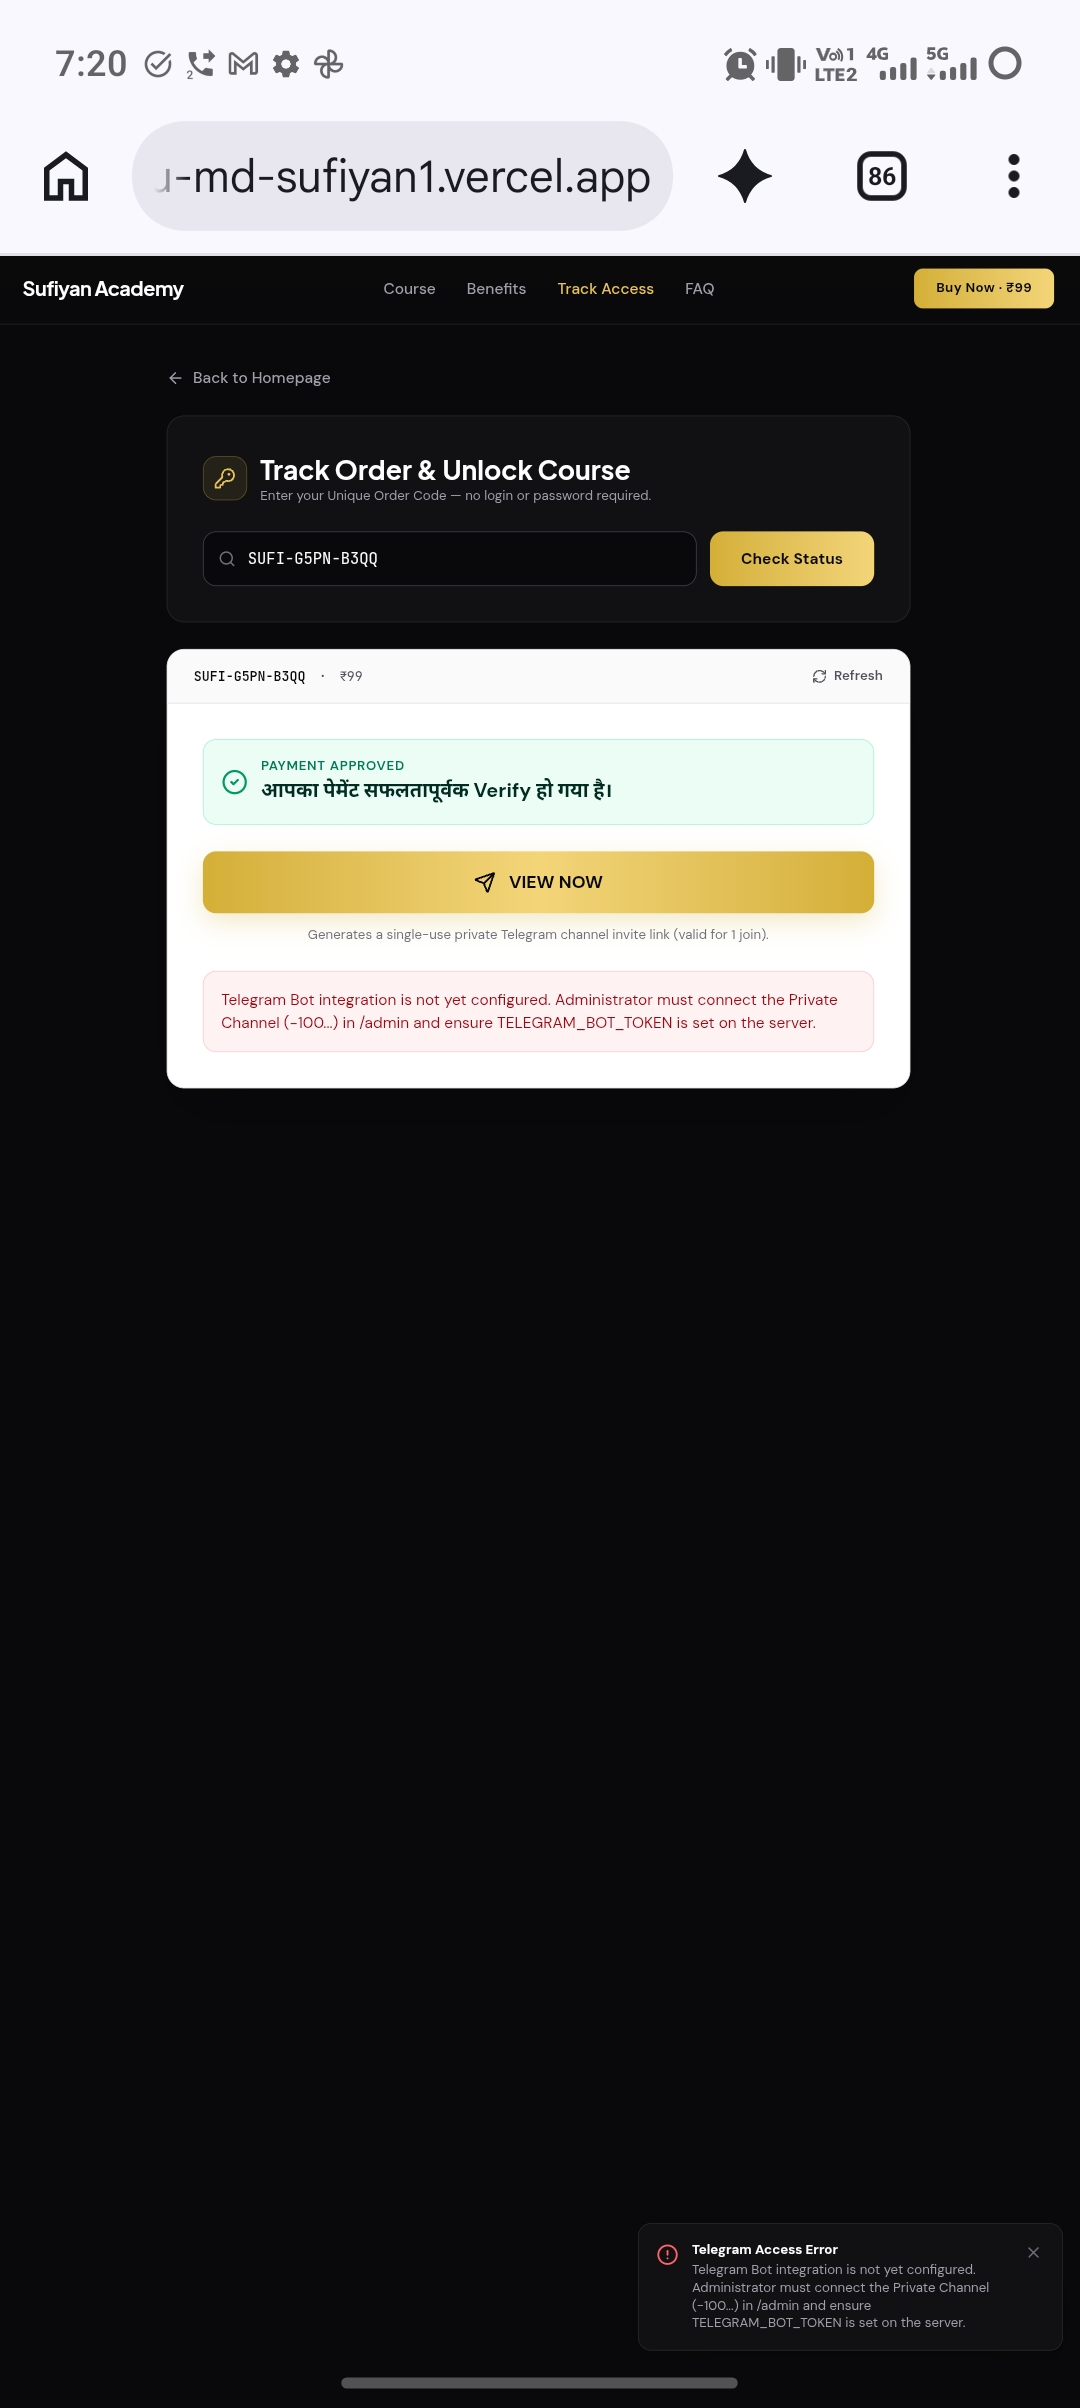 7:20
2
Vo 1
LTE2
4G
5G
-md-sufiyan1.vercel.app
86
Sufiyan Academy
Course
Benefits
Track Access
FAQ
Buy Now · ₹99
Back to Homepage
Track Order & Unlock Course
Enter your Unique Order Code — no login or password required.
SUFI-G5PN-B3QQ
Check Status
SUFI-G5PN-B3QQ · ₹99
Refresh
PAYMENT APPROVED
आपका पेमेंट सफलतापूर्वक Verify हो गया है।
VIEW NOW
Generates a single-use private Telegram channel invite link (valid for 1 join).
Telegram Bot integration is not yet configured. Administrator must connect the Private
Channel (-100...) in /admin and ensure TELEGRAM_BOT_TOKEN is set on the server.
Telegram Access Error
Telegram Bot integration is not yet configured.
Administrator must connect the Private Channel
(-100...) in /admin and ensure
TELEGRAM_BOT_TOKEN is set on the server.